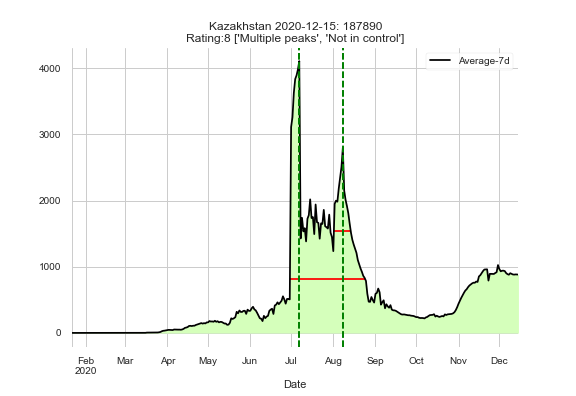 Kazakhstan 2020-12-15: 187890
Rating:8 ['Multiple peaks', 'Not in control']
Average-7d
4000
3000
2000
1000
0
Feb Mar Apr May Jun Jul Aug Sep Oct Nov Dec
2020
Date